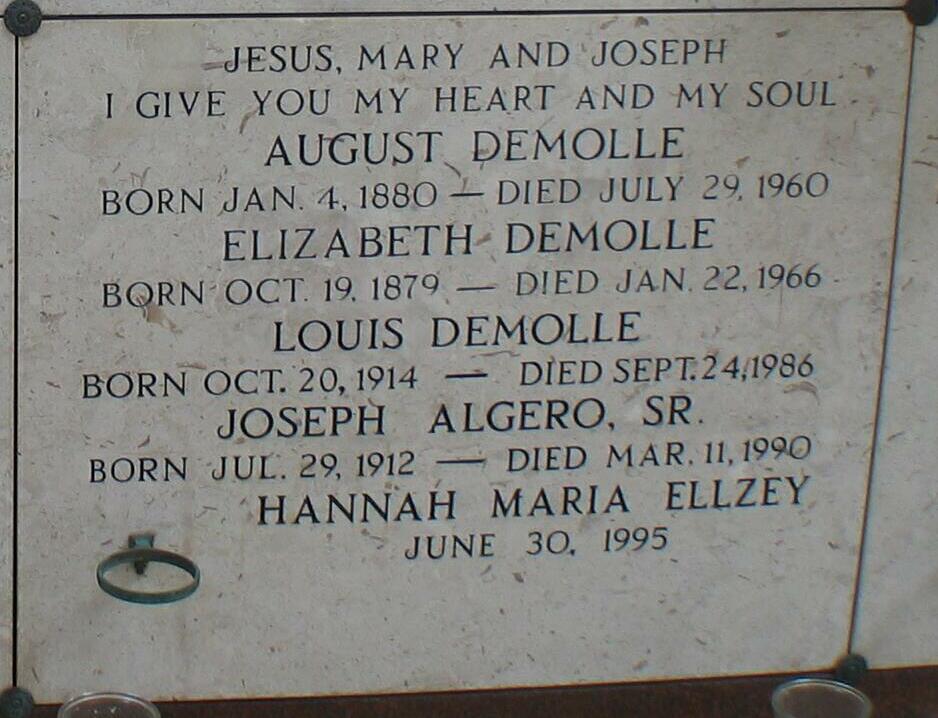 JESUS, MARY AND JOSEPH
I GIVE YOU MY HEART AND MY SOUL
AUGUST DEMOLLE
BORN JAN. 4, 1880 — DIED JULY 29, 1960
ELIZABETH DEMOLLE
BORN OCT. 19, 1879 — DIED JAN. 22, 1966
LOUIS DEMOLLE
BORN OCT. 20, 1914 — DIED SEPT. 24, 1986
JOSEPH ALGERO, SR.
BORN JUL. 29, 1912 — DIED MAR. 11, 1990
HANNAH MARIA ELLZEY
JUNE 30, 1995